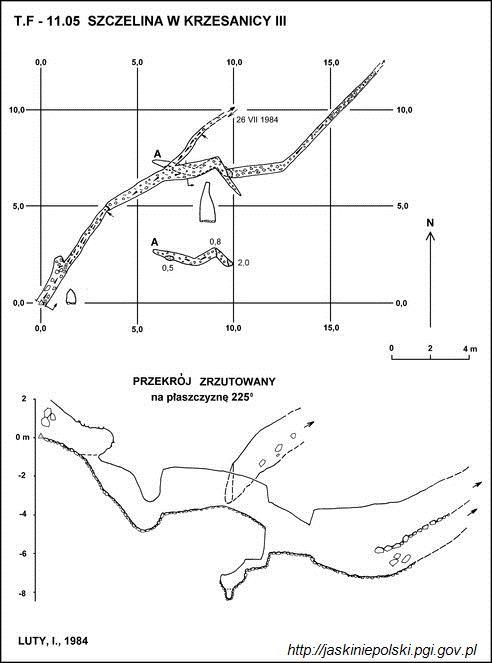 T.F - 11.05 SZCZELINA W KRZESANICY III
0,0 5,0 10,0 15,0
10,0 10,0
26 VII 1984
A
5,0 5,0
A
0,8
0,5
2,0
N
0,0 0,0
0,0 5,0 10,0 15,0
0 2 4 m
PRZEKRÓJ ZRZUTOWANY
na płaszczyznę 225°
2
0 m
-2
-4
-6
-8
LUTY, I., 1984
http://jaskiniepolski.pgi.gov.pl